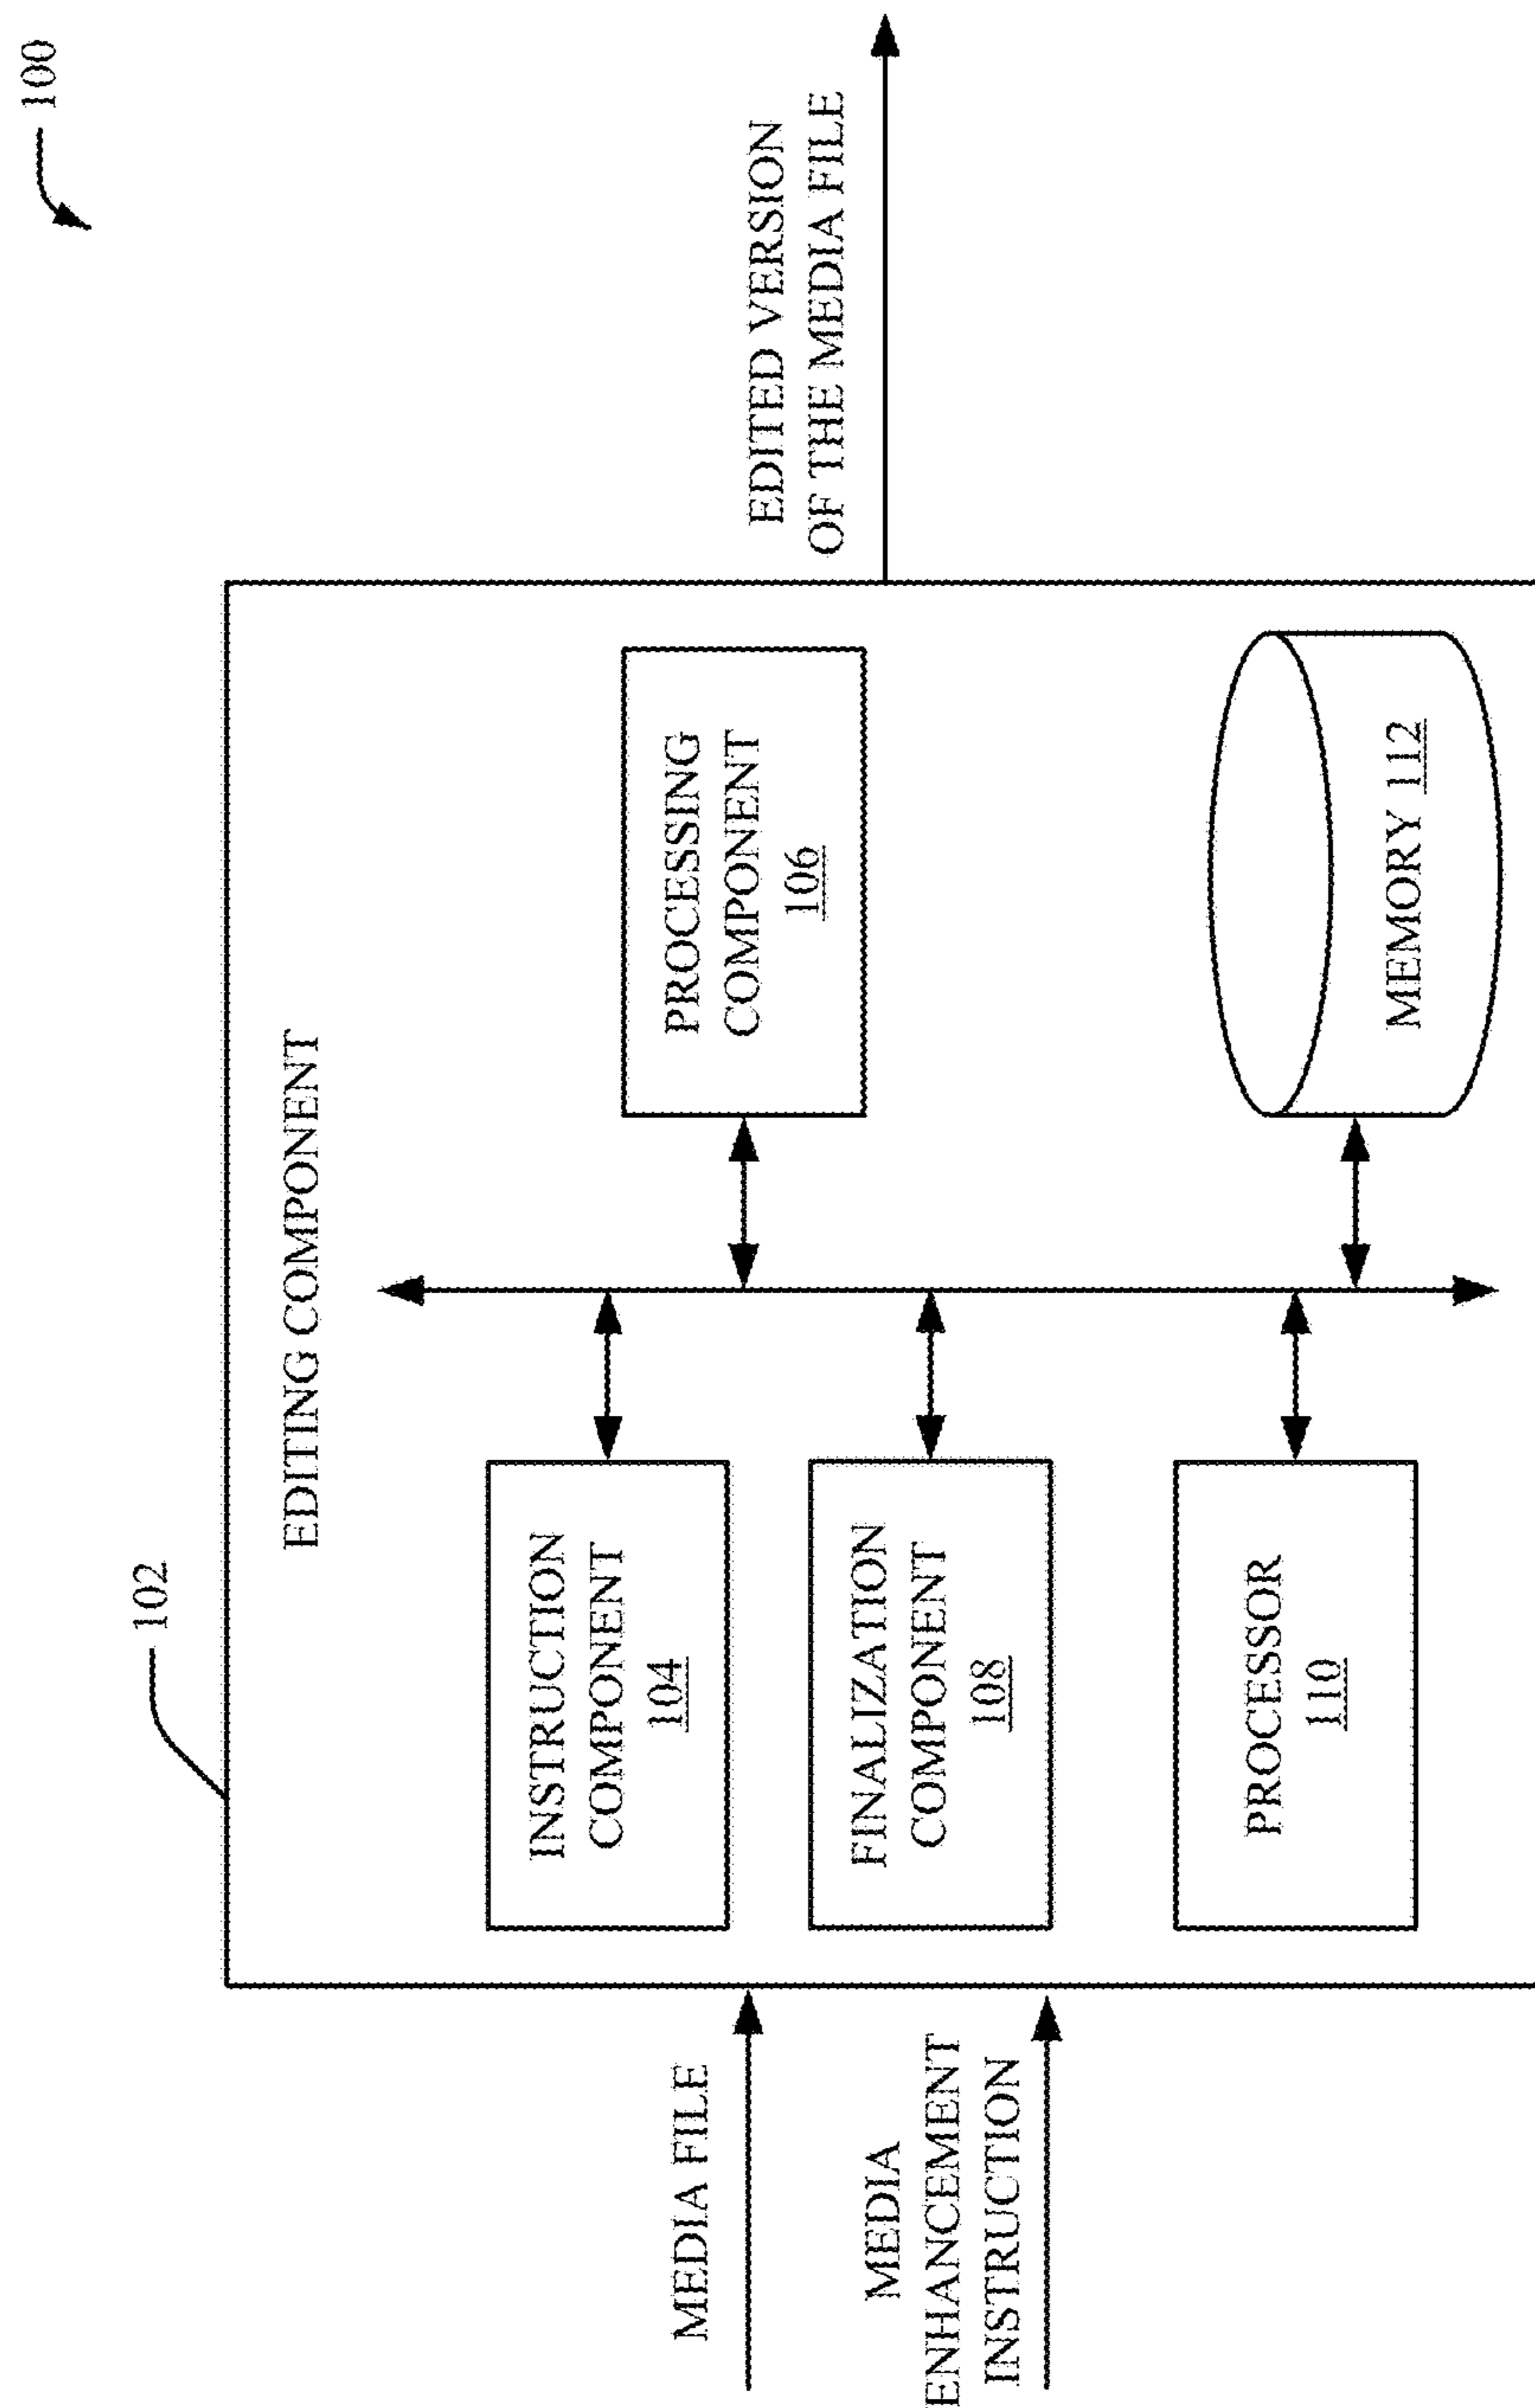 100
102
EDITING COMPONENT
MEDIA FILE
MEDIA
ENHANCEMENT
INSTRUCTION
INSTRUCTION
COMPONENT
104
PROCESSING
COMPONENT
106
FINALIZATION
COMPONENT
108
PROCESSOR
110
MEMORY 112
EDITED VERSION
OF THE MEDIA FILE